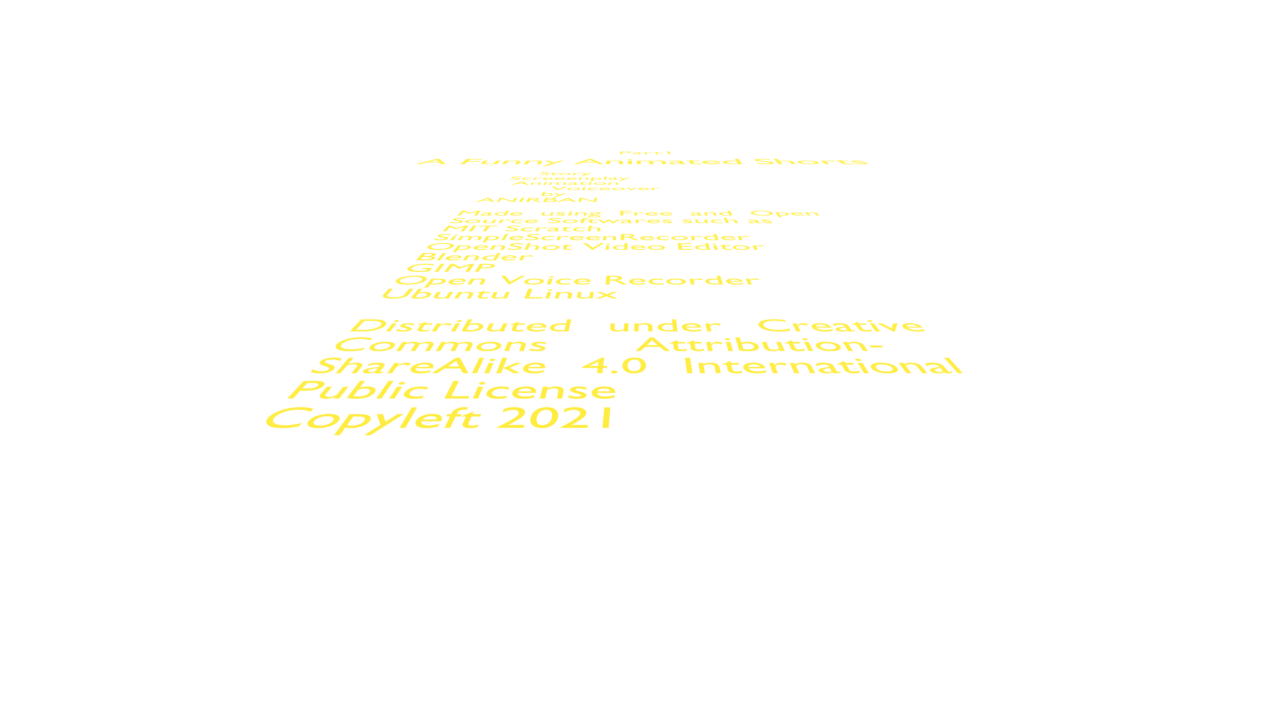 Part I
A Funny Animated Shorts
Story
Screenplay
Animation
Voiceover
by
ANIRBAN
Made using Free and Open
Source Softwares such as
MIT Scratch
SimpleScreenRecorder
OpenShot Video Editor
Blender
GIMP
Open Voice Recorder
Ubuntu Linux
Distributed under Creative
Commons Attribution-
ShareAlike 4.0 International
Public License
Copyleft 2021